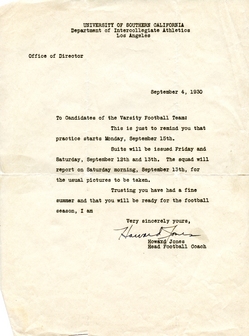 UNIVERSITY OF SOUTHERN CALIFORNIA
Department of Intercollegiate Athletics
Los Angeles
Office of Director
September 4, 1930
To Candidates of the Varsity Football Team:
This is just to remind you that
practice starts Monday, September 15th.
Suits will be issued Friday and
Saturday, September 12th and 13th. The squad will
report on Saturday morning, September 13th, for
the usual pictures to be taken.
Trusting you have had a fine
summer and that you will be ready for the football
season, I am
Very sincerely yours,
Howard Jones
Howard Jones
Head Football Coach